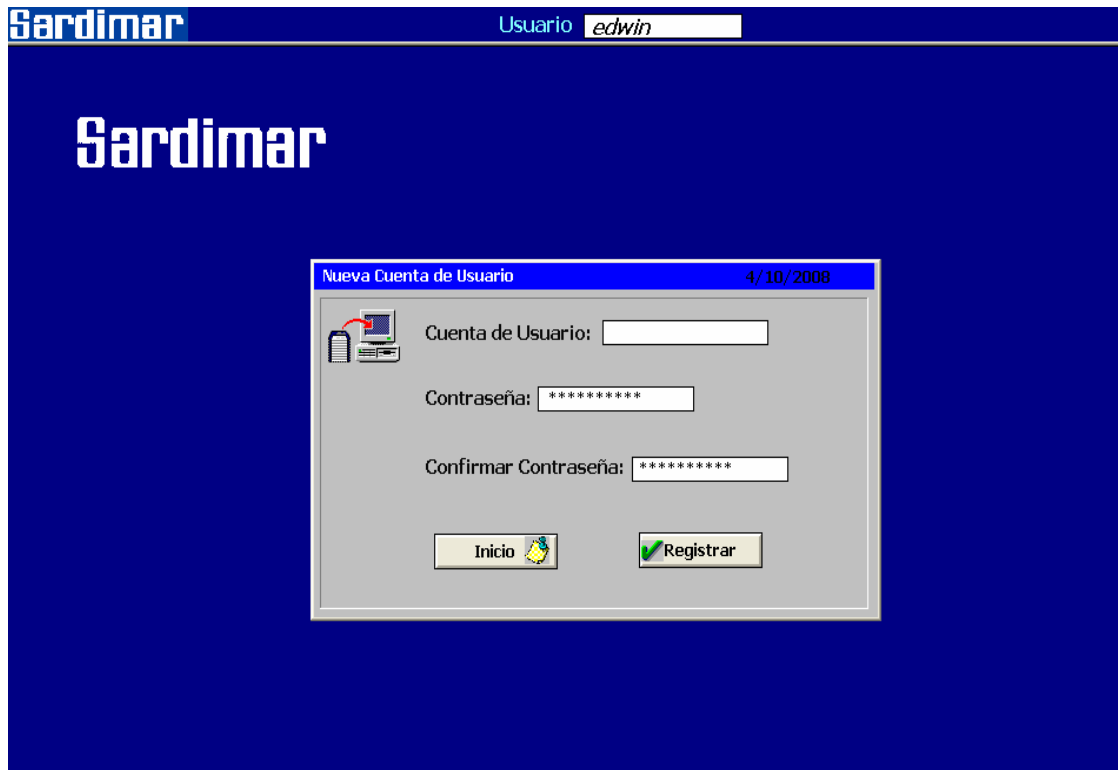 Sardimar
Usuario edwin
Sardimar
Nueva Cuenta de Usuario 4/10/2008
Cuenta de Usuario:
Contraseña: **********
Confirmar Contraseña: **********
Inicio Registrar